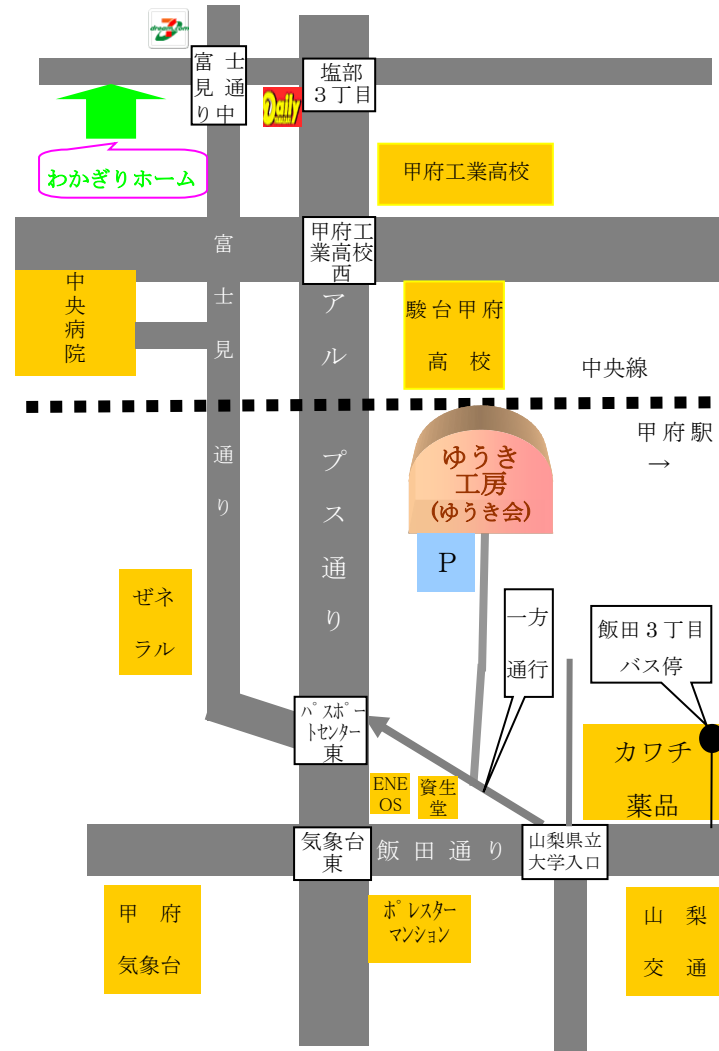 dream.com
富士
見通
り中
塩部
３丁目
Daily
わかぎりホーム
甲府工業高校
甲府工
業高校
西
富士見通り
アルプス通り
中央病院
駿台甲府
高校
中央線
甲府駅
→
ゆうき
工房
(ゆうき会)
P
一方
通行
飯田３丁目
バス停
ぜネ
ラル
パスポー
トセンター
東
カワチ
薬品
ENE
OS
資生
堂
気象台
東
飯田通り
山梨県立
大学入口
甲府
気象台
ポレスター
マンション
山梨
交通